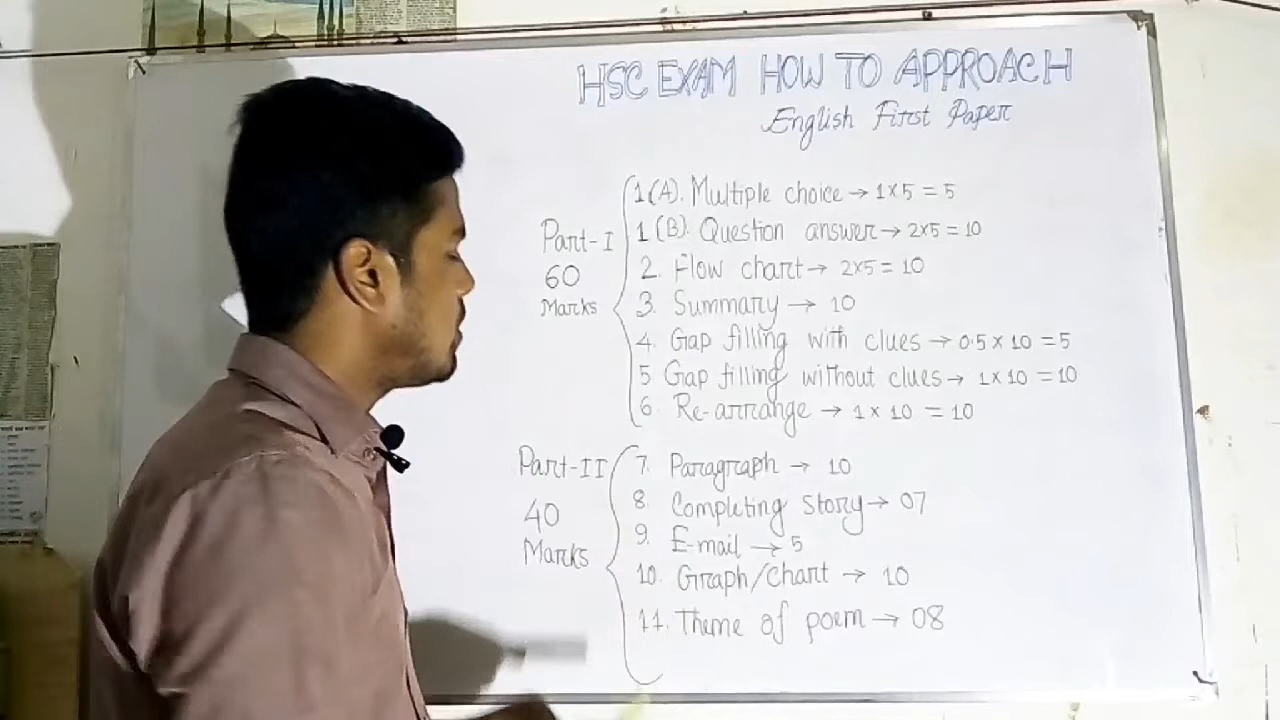 HSC EXAM HOW TO APPROACH
English First Paper
Part-I
60
Marks
1(A). Multiple choice → 1×5 = 5
1(B). Question answer → 2×5 = 10
2. Flow chart → 2×5 = 10
3. Summary → 10
4. Gap filling with clues → 0.5 × 10 = 5
5 Gap filling without clues → 1×10 = 10
6. Re-arrange → 1 × 10 = 10
Part-II
40
Marks
7. Paragraph → 10
8. Completing story → 07
9. E-mail → 5
10. Graph/Chart → 10
11. Theme of poem → 08